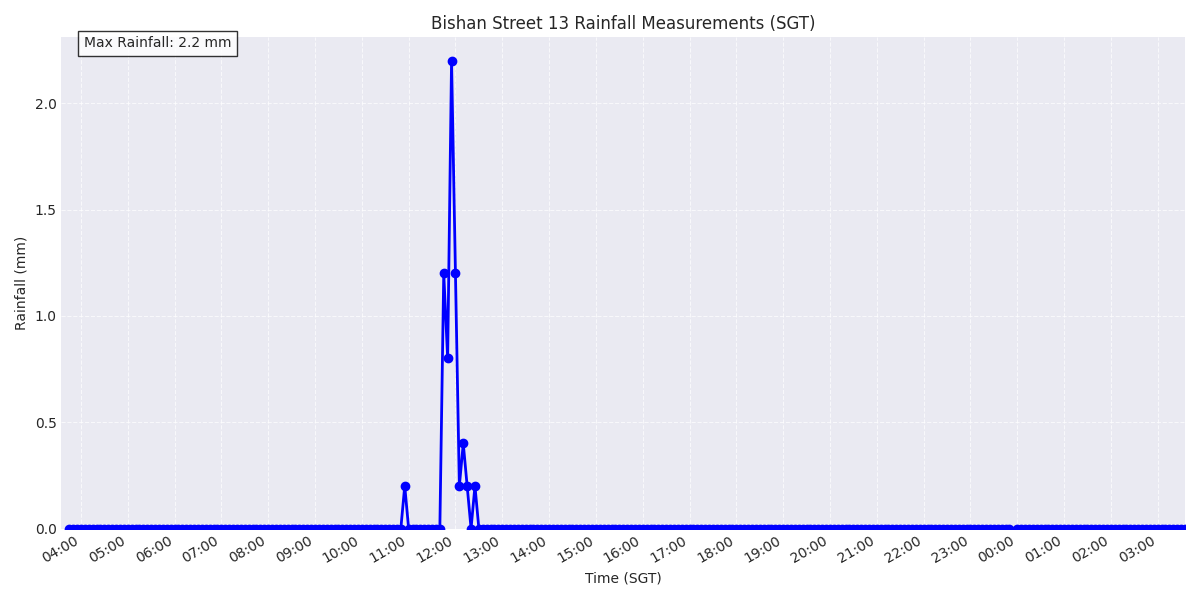 Bishan Street 13 Rainfall Measurements (SGT)
Max Rainfall: 2.2 mm
Rainfall (mm)
2.0
1.5
1.0
0.5
0.0
04:00 05:00 06:00 07:00 08:00 09:00 10:00 11:00 12:00 13:00 14:00 15:00 16:00 17:00 18:00 19:00 20:00 21:00 22:00 23:00 00:00 01:00 02:00 03:00
Time (SGT)